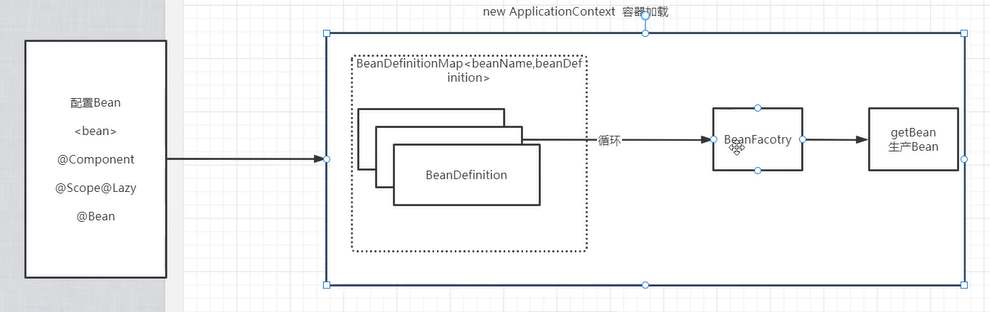 new ApplicationContext 容器加载
配置Bean
<bean>
@Component
@Scope@Lazy
@Bean
BeanDefinitionMap<beanName,beanDef
inition>
BeanDefinition
循环
BeanFacotry
getBean
生产Bean